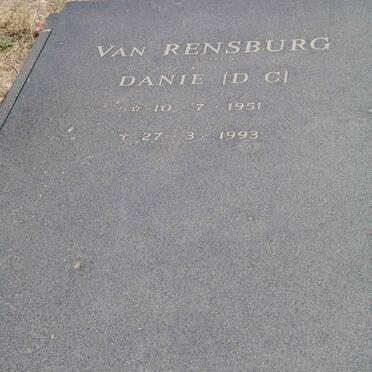 VAN RENSBURG
DANIE (D C)
☆ 10 · 7 · 1951
✝ 27 · 3 · 1993